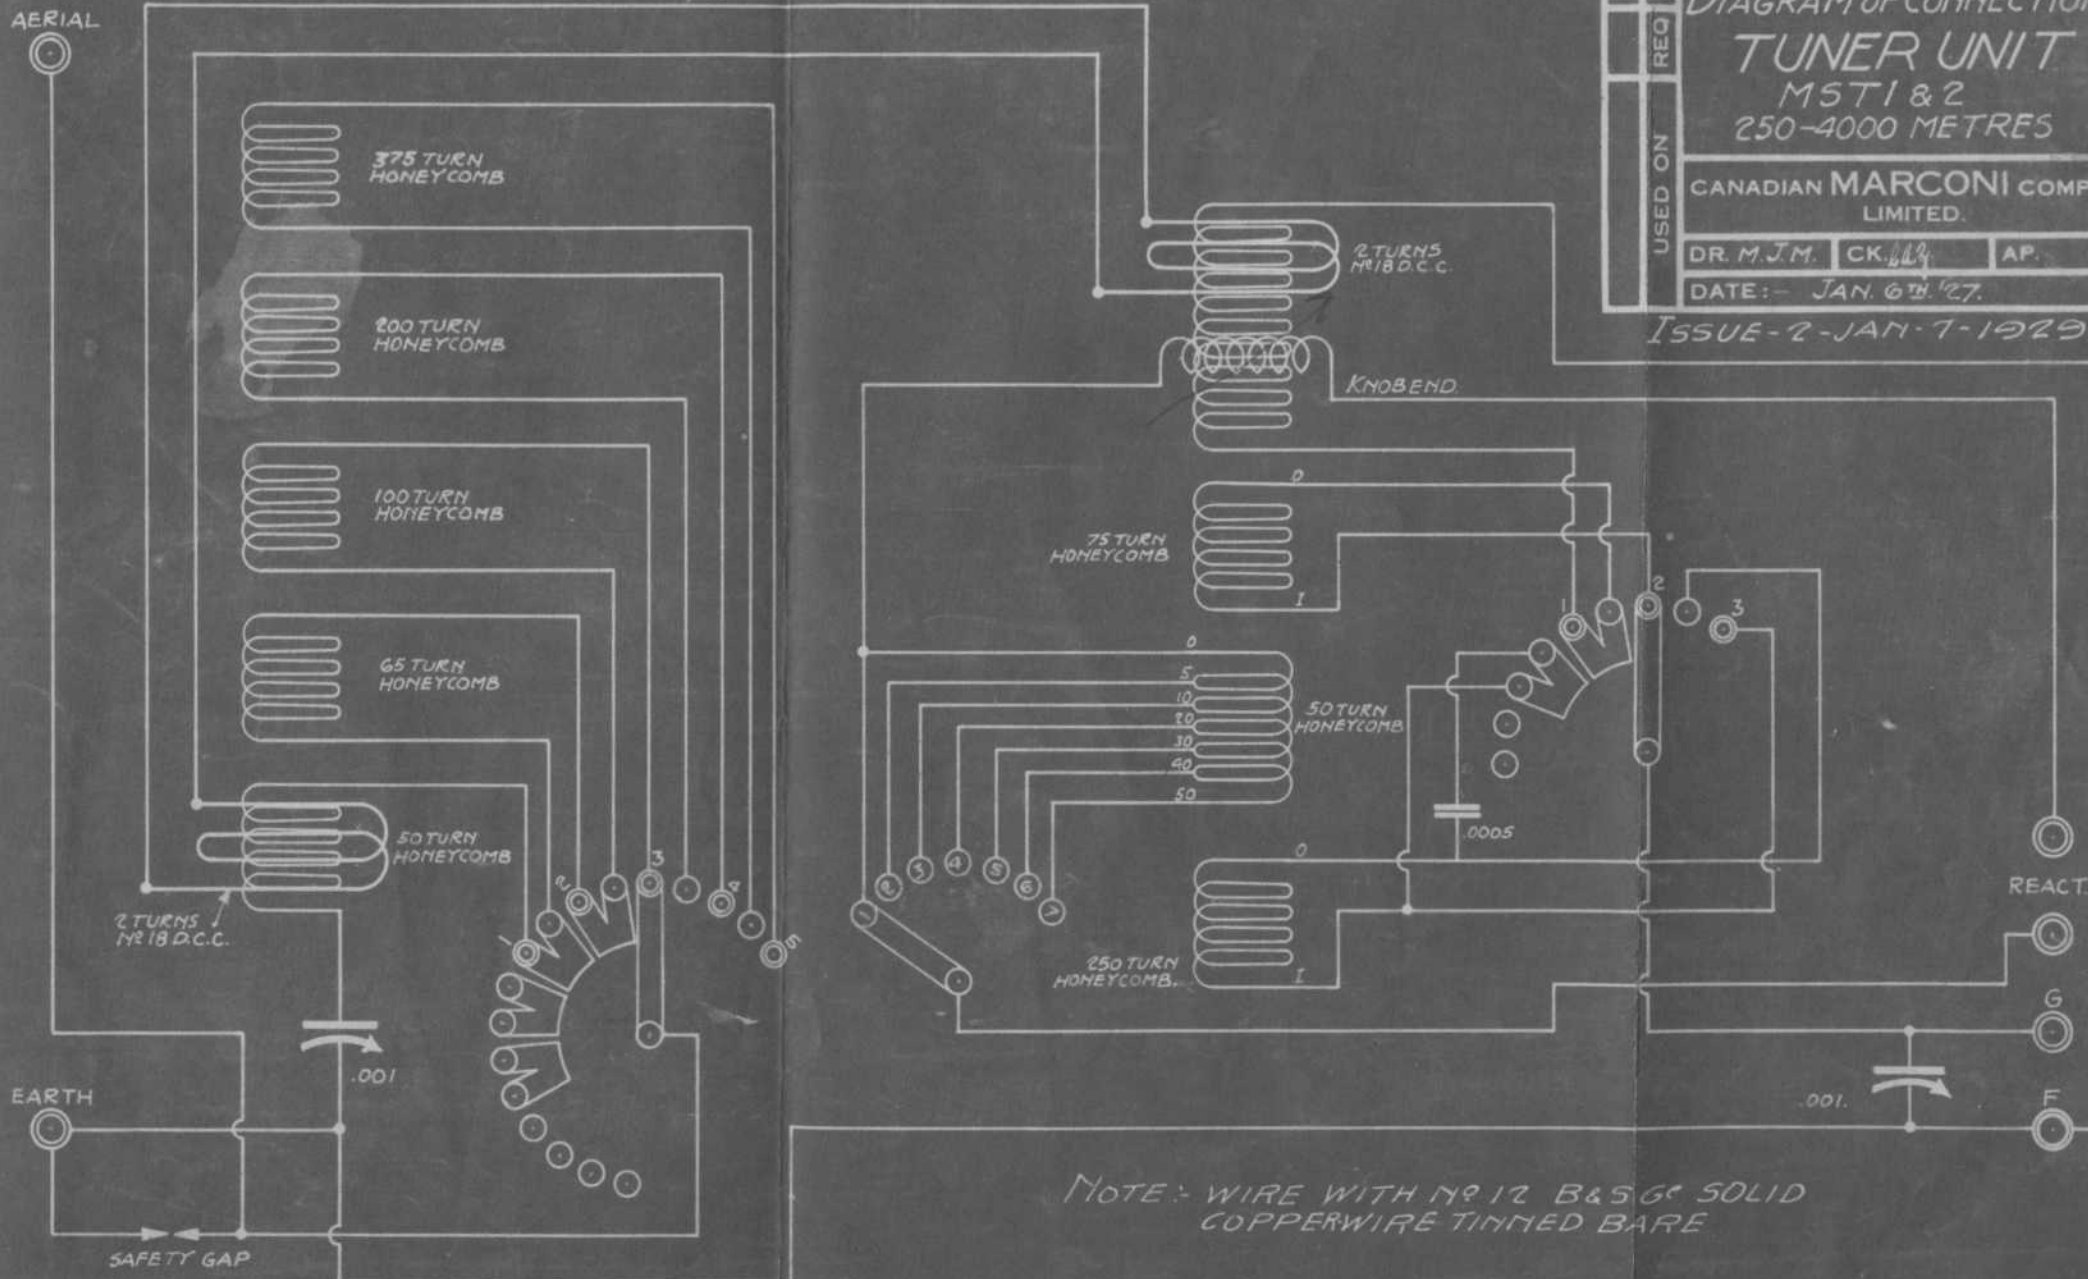 AERIAL
DIAGRAM OF CONNECTION
TUNER UNIT
MST1 & 2
250-4000 METRES
REQ
USED ON
CANADIAN MARCONI COMP
LIMITED.
DR. M.J.M. CK. AP.
DATE:- JAN. 6TH. '27.
ISSUE-2-JAN-7-1929
375 TURN
HONEYCOMB
200 TURN
HONEYCOMB
100 TURN
HONEYCOMB
65 TURN
HONEYCOMB
50 TURN
HONEYCOMB
2 TURNS
Nº 18 D.C.C.
1
2
3
4
5
.001
EARTH
SAFETY GAP
2 TURNS
Nº 18 D.C.C.
KNOB END.
O
75 TURN
HONEYCOMB
I
1
2
3
0
5
10
20
30
40
50
50 TURN
HONEYCOMB
1 2 3 4 5 6 7
.0005
O
250 TURN
HONEYCOMB.
I
REACT.
G
.001.
F
NOTE:- WIRE WITH Nº 12 B&S Ge SOLID
COPPERWIRE TINNED BARE